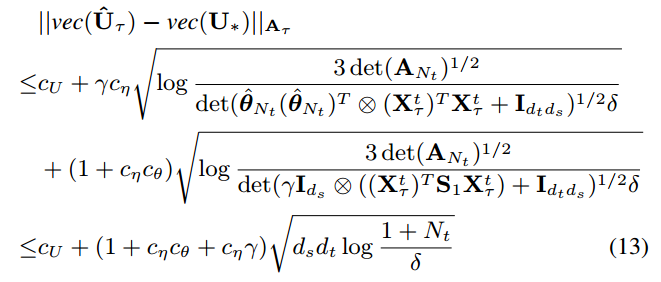 ||vec(Û_τ) − vec(U_*)||_{A_τ}
≤c_U + γc_η√(log (3 det(A_{N_t})^{1/2}) / (det(θ̂_{N_t}(θ̂_{N_t})^T ⊗ (X_τ^t)^T X_τ^t + I_{d_t d_s})^{1/2}δ))
+ (1 + c_η c_θ)√(log (3 det(A_{N_t})^{1/2}) / (det(γI_{d_s} ⊗ ((X_τ^t)^T S_1 X_τ^t) + I_{d_t d_s})^{1/2}δ))
≤c_U + (1 + c_η c_θ + c_η γ)√(d_s d_t log (1 + N_t) / δ) (13)